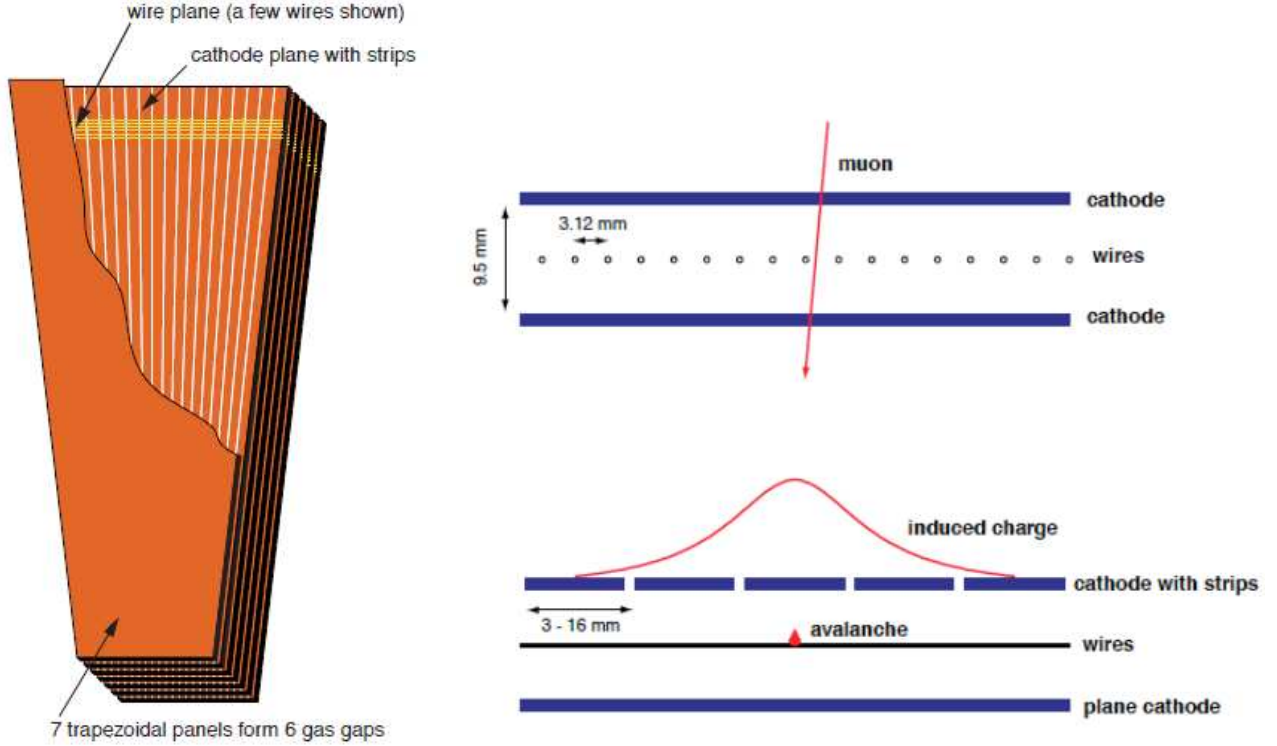 wire plane (a few wires shown)
cathode plane with strips
7 trapezoidal panels form 6 gas gaps
muon
cathode
3.12 mm
9.5 mm
wires
cathode
induced charge
cathode with strips
3 - 16 mm
avalanche
wires
plane cathode